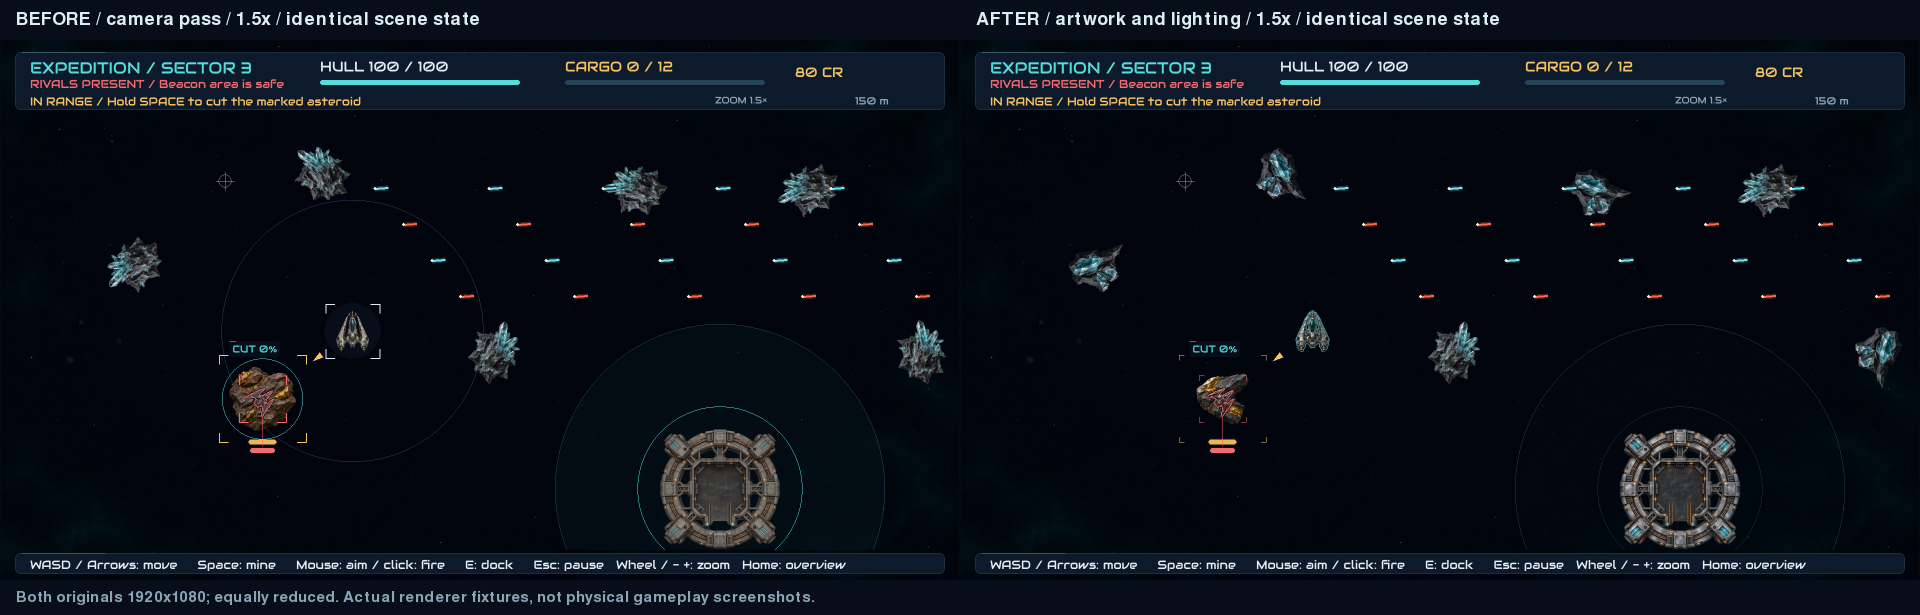 BEFORE / camera pass / 1.5x / identical scene state
EXPEDITION / SECTOR 3
HULL 100 / 100
CARGO 0 / 12
80 CR
RIVALS PRESENT / Beacon area is safe
IN RANGE / Hold SPACE to cut the marked asteroid
ZOOM 1.5×
150 m
CUT 0%
WASD / Arrows: move Space: mine Mouse: aim / click: fire E: dock Esc: pause Wheel / - +: zoom Home: overview
AFTER / artwork and lighting / 1.5x / identical scene state
EXPEDITION / SECTOR 3
HULL 100 / 100
CARGO 0 / 12
80 CR
RIVALS PRESENT / Beacon area is safe
IN RANGE / Hold SPACE to cut the marked asteroid
ZOOM 1.5×
150 m
CUT 0%
WASD / Arrows: move Space: mine Mouse: aim / click: fire E: dock Esc: pause Wheel / - +: zoom Home: overview
Both originals 1920x1080; equally reduced. Actual renderer fixtures, not physical gameplay screenshots.